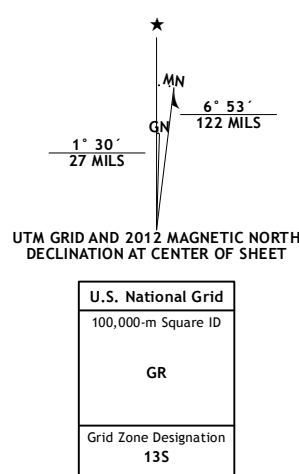 ★
MN
GN
6° 53´
122 MILS
1° 30´
27 MILS
UTM GRID AND 2012 MAGNETIC NORTH
DECLINATION AT CENTER OF SHEET
U.S. National Grid
100,000-m Square ID
GR
Grid Zone Designation
13S